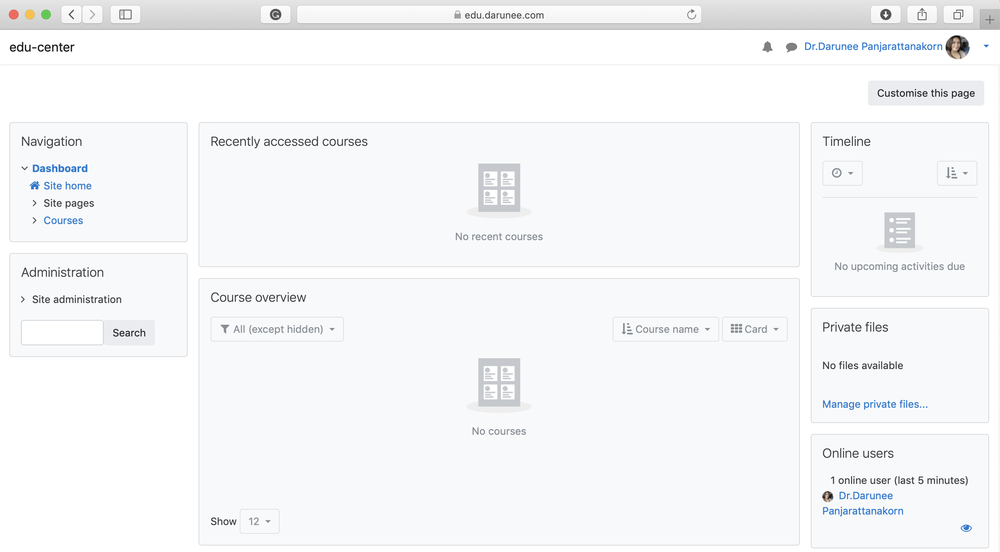 edu.darunee.com
edu-center
Dr.Darunee Panjarattanakorn
Customise this page
Navigation
Dashboard
Site home
Site pages
Courses
Administration
Site administration
Search
Recently accessed courses
No recent courses
Course overview
All (except hidden)
Course name
Card
No courses
Show
12
Timeline
No upcoming activities due
Private files
No files available
Manage private files...
Online users
1 online user (last 5 minutes)
Dr.Darunee
Panjarattanakorn